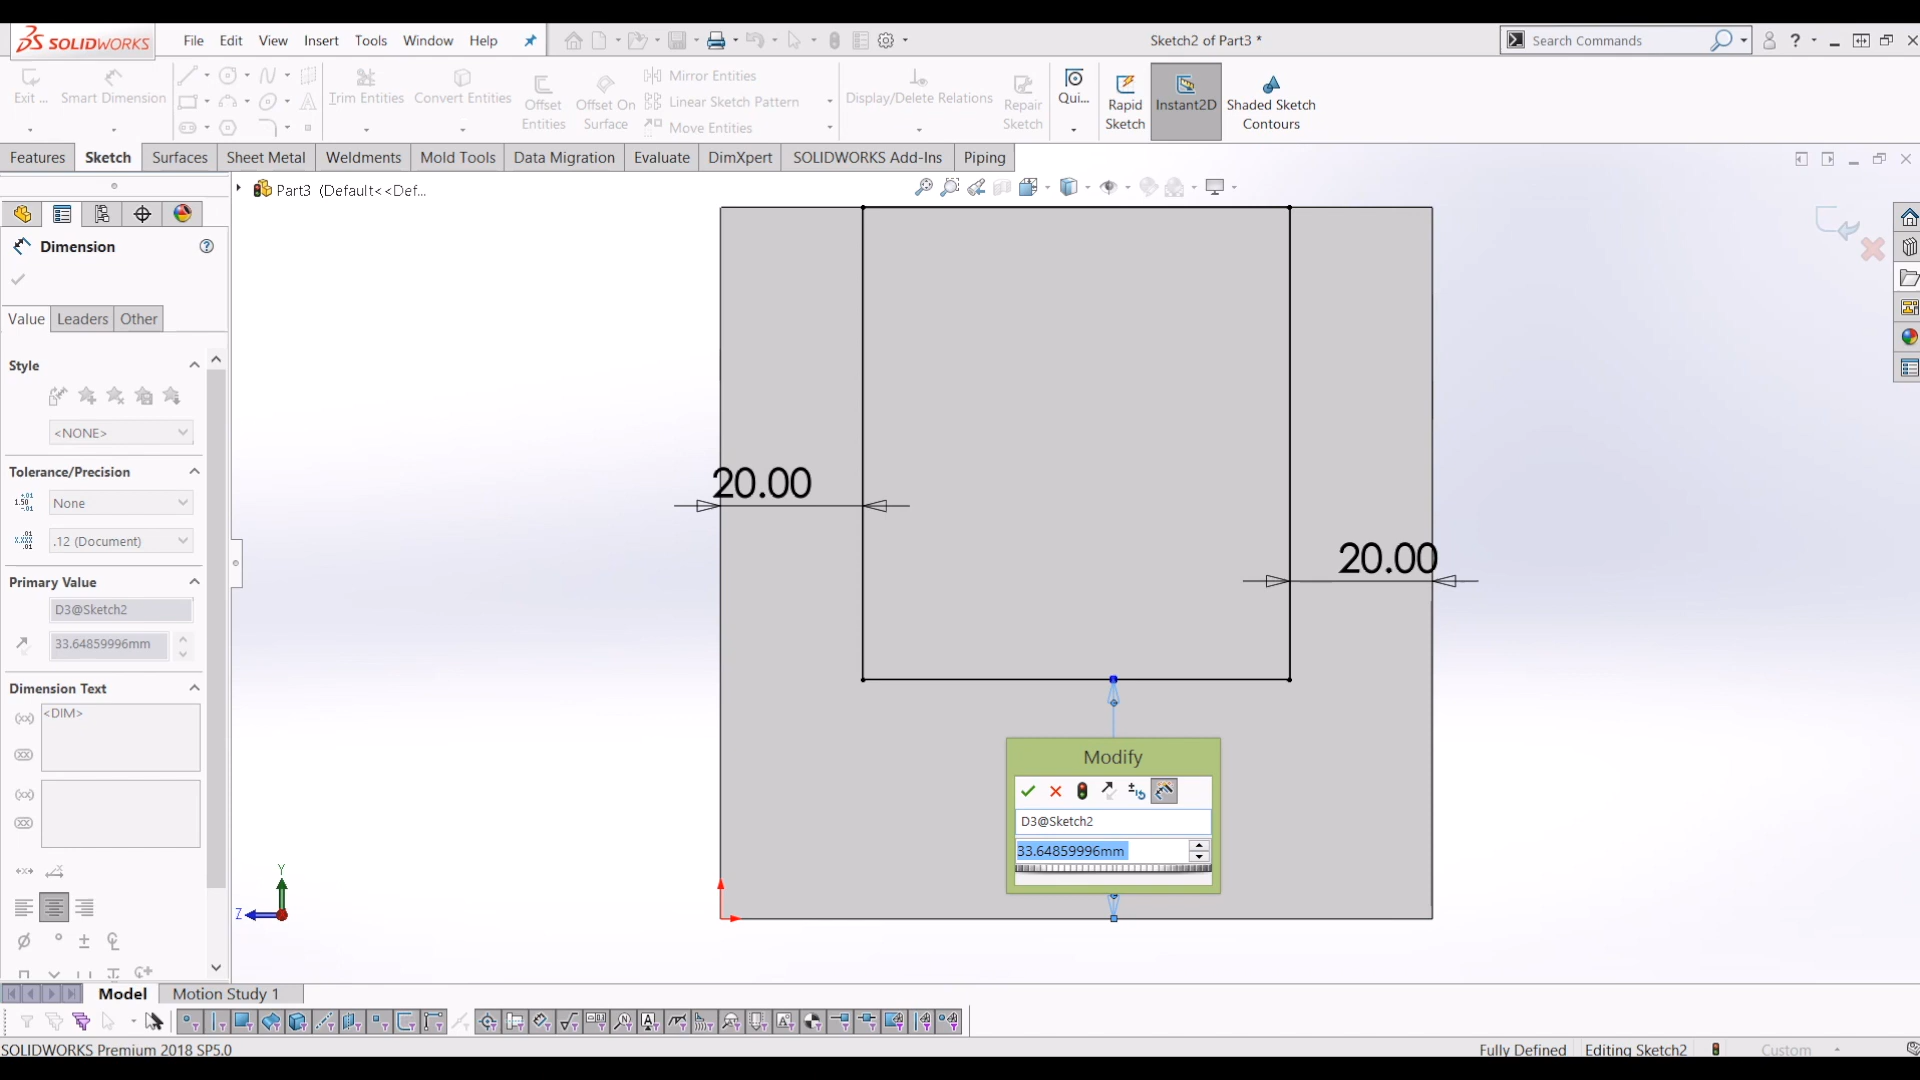 SOLIDWORKS File Edit View Insert Tools Window Help Sketch2 of Part3 * Search Commands ?
Exit ... Smart Dimension Trim Entities Convert Entities Offset Entities Offset On Surface Mirror Entities Display/Delete Relations Repair Sketch Qui... Rapid Sketch Instant2D Shaded Sketch Contours
Linear Sketch Pattern
Move Entities
Features Sketch Surfaces Sheet Metal Weldments Mold Tools Data Migration Evaluate DimXpert SOLIDWORKS Add-Ins Piping
Part3 (Default<<Def...
Dimension
Value Leaders Other
Style
<NONE>
Tolerance/Precision
None
.12 (Document)
Primary Value
D3@Sketch2
33.64859996mm
Dimension Text
<DIM>
20.00
20.00
Modify
D3@Sketch2
33.64859996mm
Y
Z
Model Motion Study 1
SOLIDWORKS Premium 2018 SP5.0 Fully Defined Editing Sketch2 Custom